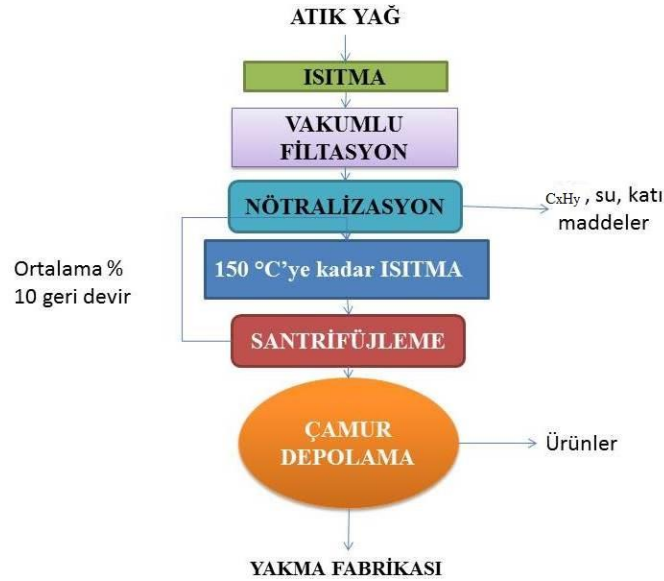 ATIK YAĞ
ISITMA
VAKUMLU
FİLTASYON
NÖTRALİZASYON
CxHy , su, katı
maddeler
150 °C’ye kadar ISITMA
Ortalama %
10 geri devir
SANTRİFÜJLEME
ÇAMUR
DEPOLAMA
Ürünler
YAKMA FABRİKASI